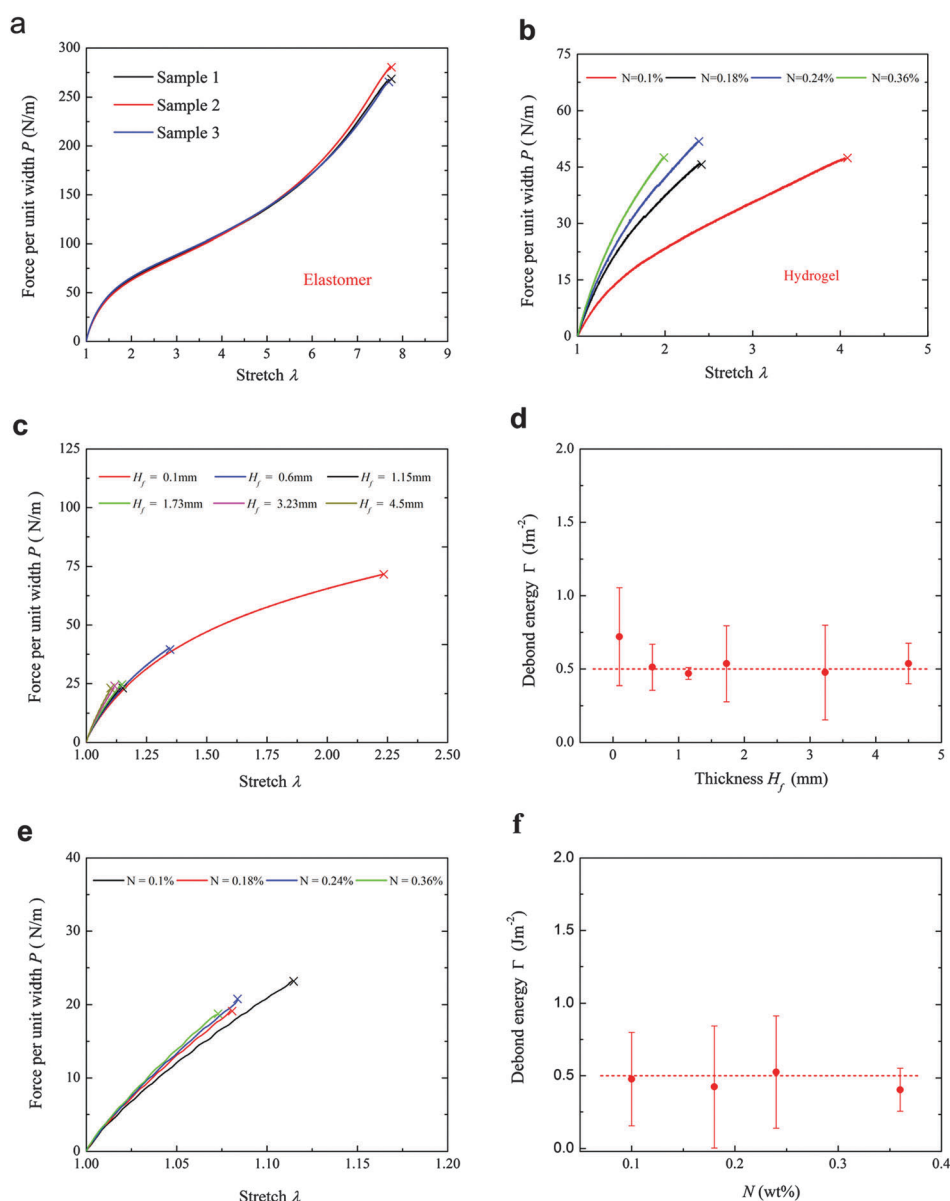 a
300
250
200
150
100
50
0
Force per unit width P (N/m)
Sample 1
Sample 2
Sample 3
Elastomer
1 2 3 4 5 6 7 8 9
Stretch λ
b
75
60
45
30
15
0
Force per unit width P (N/m)
N=0.1% N=0.18% N=0.24% N=0.36%
Hydrogel
1 2 3 4 5
Stretch λ
c
125
100
75
50
25
0
Force per unit width P ( N/m)
H_f = 0.1mm H_f = 0.6mm H_f = 1.15mm
H_f = 1.73mm H_f = 3.23mm H_f = 4.5mm
1.00 1.25 1.50 1.75 2.00 2.25 2.50
Stretch λ
d
2.0
1.5
1.0
0.5
0.0
Debond energy Γ (Jm⁻²)
0 1 2 3 4 5
Thickness H_f (mm)
e
40
30
20
10
0
Force per unit width P ( N/m)
N = 0.1% N = 0.18% N = 0.24% N = 0.36%
1.00 1.05 1.10 1.15 1.20
Stretch λ
f
2.0
1.5
1.0
0.5
0.0
Debond energy Γ (Jm⁻²)
0.1 0.2 0.3 0.4
N (wt%)